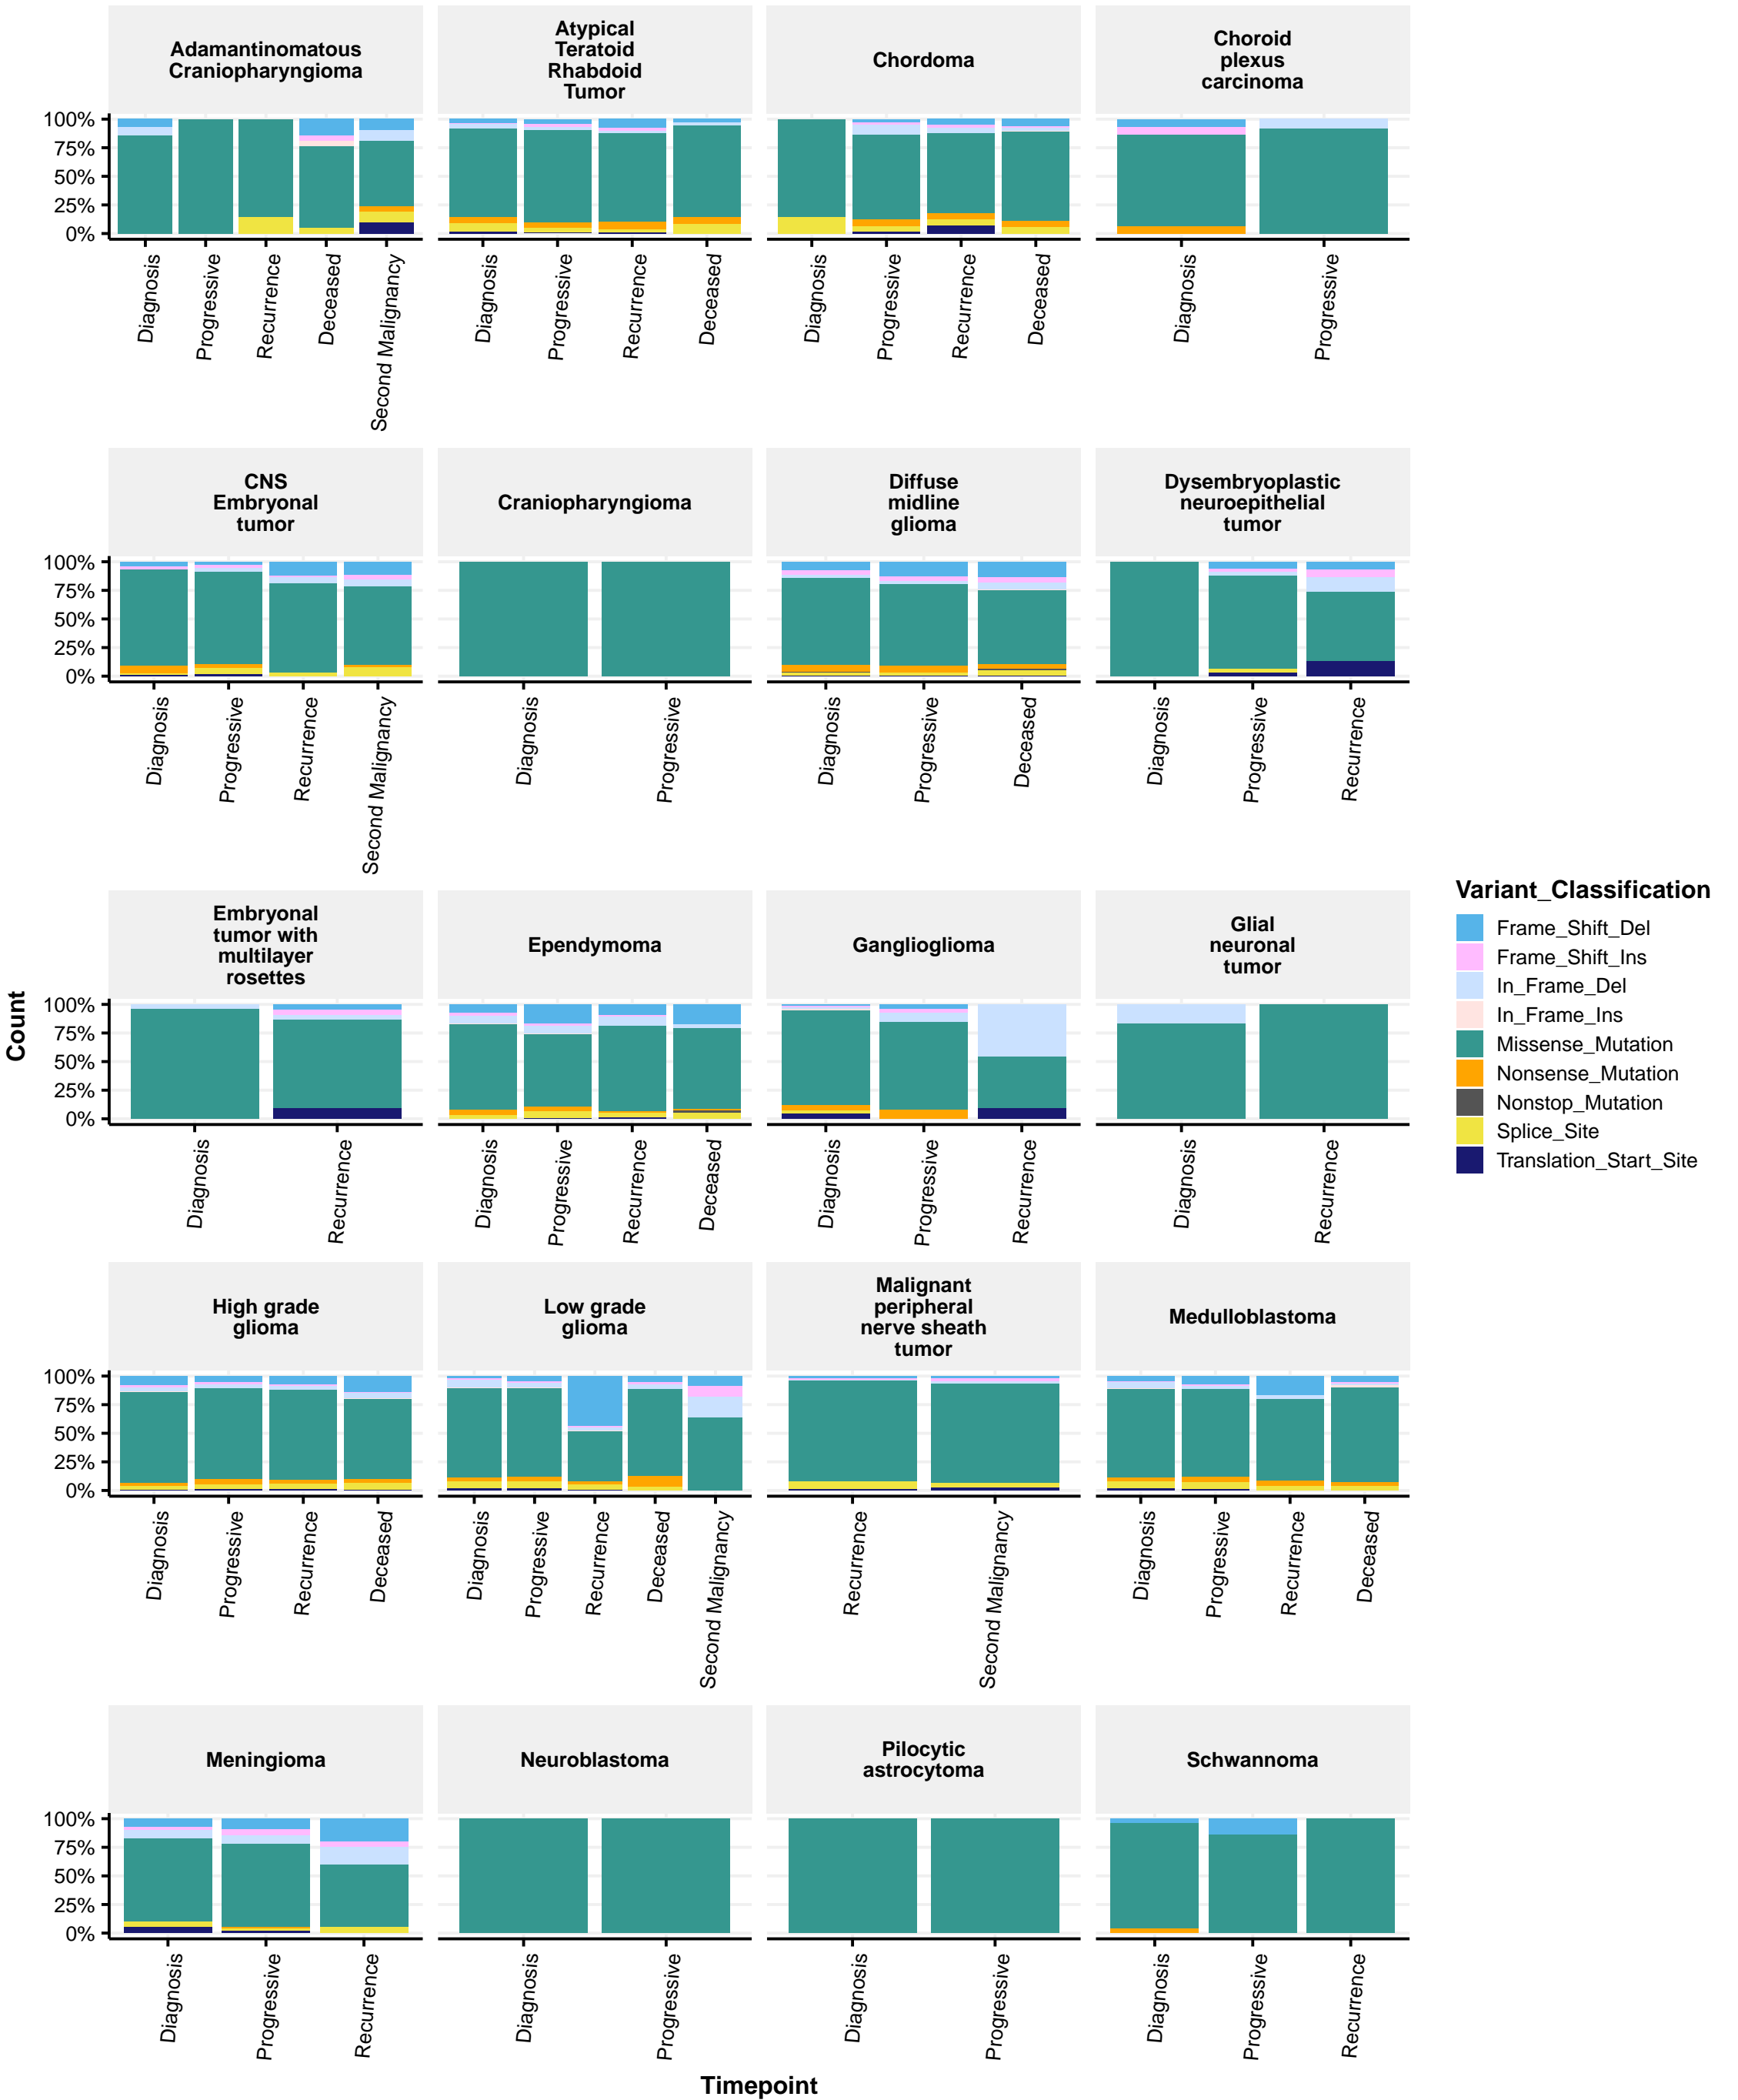 Adamantinomatous
Craniopharyngioma
Atypical
Teratoid
Rhabdoid
Tumor
Chordoma
Choroid
plexus
carcinoma
100%
75%
50%
25%
0%
Diagnosis
Progressive
Recurrence
Deceased
Second Malignancy
Diagnosis
Progressive
Recurrence
Deceased
Diagnosis
Progressive
Recurrence
Deceased
Diagnosis
Progressive
CNS
Embryonal
tumor
Craniopharyngioma
Diffuse
midline
glioma
Dysembryoplastic
neuroepithelial
tumor
100%
75%
50%
25%
0%
Diagnosis
Progressive
Recurrence
Second Malignancy
Diagnosis
Progressive
Diagnosis
Progressive
Deceased
Diagnosis
Progressive
Recurrence
Embryonal
tumor with
multilayer
rosettes
Ependymoma
Ganglioglioma
Glial
neuronal
tumor
100%
75%
50%
25%
0%
Diagnosis
Recurrence
Diagnosis
Progressive
Recurrence
Deceased
Diagnosis
Progressive
Recurrence
Diagnosis
Recurrence
High grade
glioma
Low grade
glioma
Malignant
peripheral
nerve sheath
tumor
Medulloblastoma
100%
75%
50%
25%
0%
Diagnosis
Progressive
Recurrence
Deceased
Diagnosis
Progressive
Recurrence
Deceased
Second Malignancy
Recurrence
Second Malignancy
Diagnosis
Progressive
Recurrence
Deceased
Meningioma
Neuroblastoma
Pilocytic
astrocytoma
Schwannoma
100%
75%
50%
25%
0%
Diagnosis
Progressive
Recurrence
Diagnosis
Progressive
Diagnosis
Progressive
Diagnosis
Progressive
Recurrence
Count
Timepoint
Variant_Classification
Frame_Shift_Del
Frame_Shift_Ins
In_Frame_Del
In_Frame_Ins
Missense_Mutation
Nonsense_Mutation
Nonstop_Mutation
Splice_Site
Translation_Start_Site